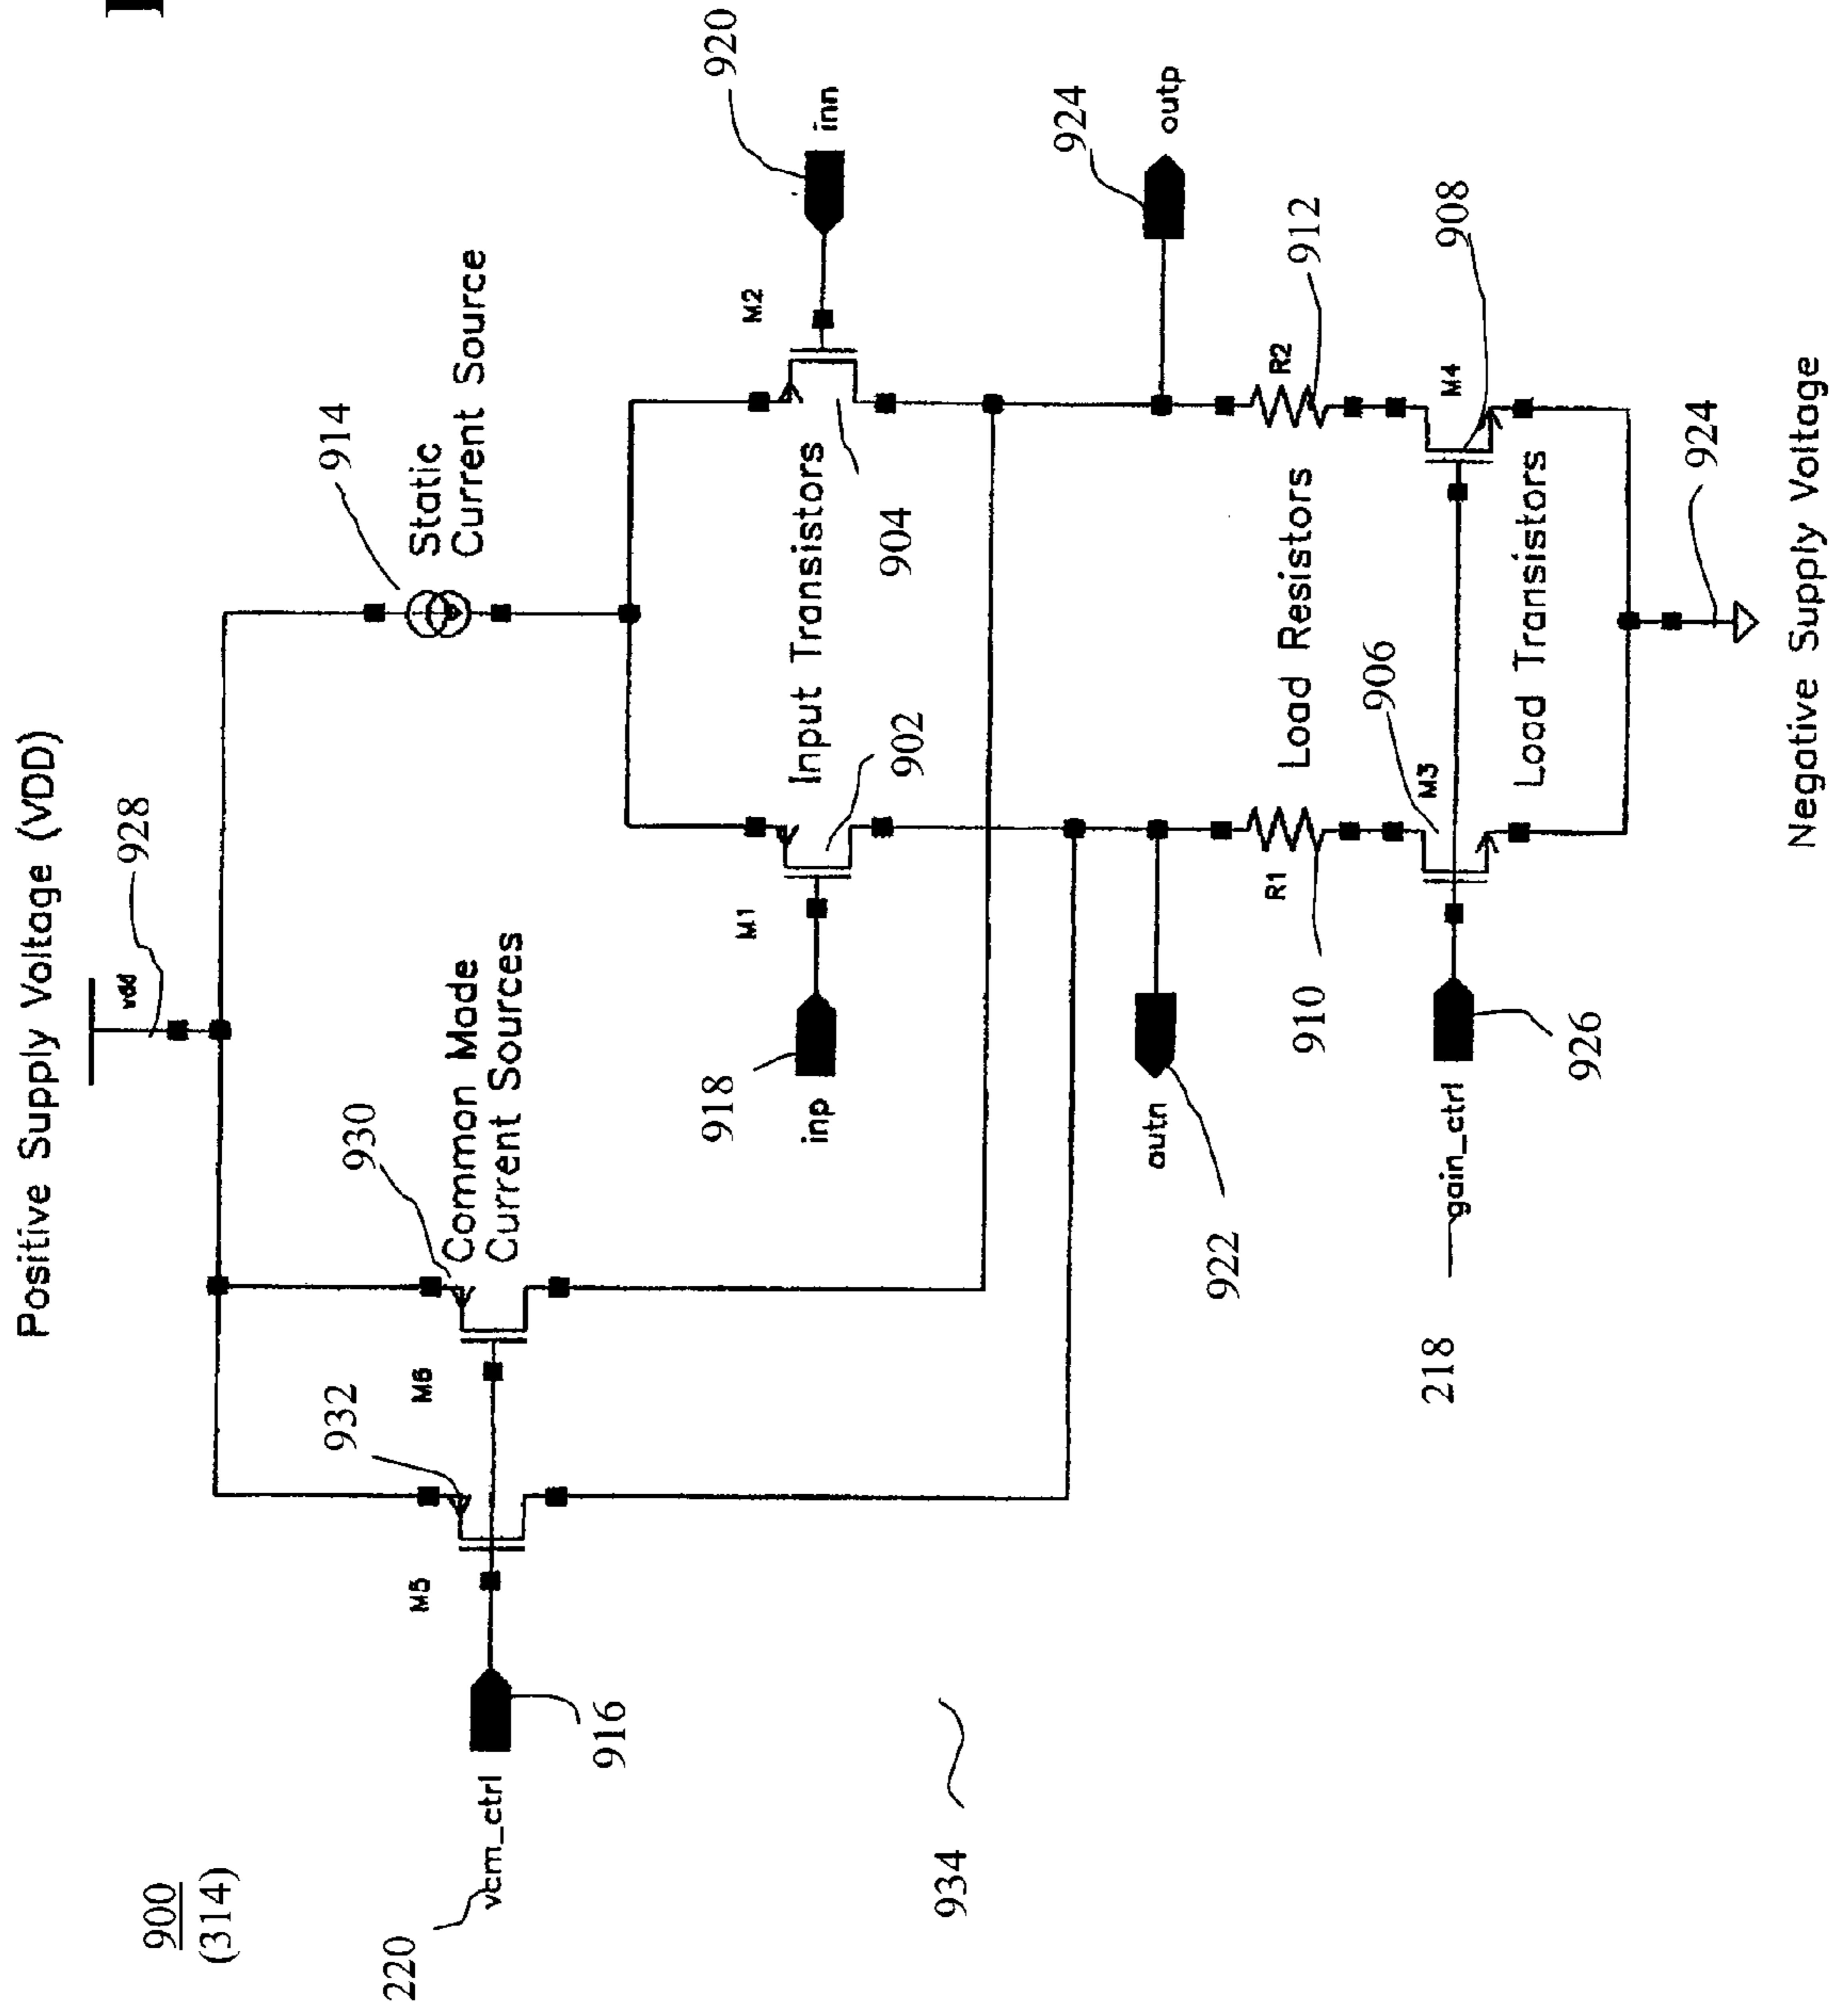 900
(314)
Positive Supply Voltage (VDD)
928
vdd
914
Static
Current Source
930
Common Mode
Current Sources
932
M5
M6
220
vcm_ctrl
916
920
inn
M2
Input Transistors
904
902
M1
918
inp
934
924
outp
outn
922
R2
912
Load Resistors
R1
910
M4
908
906
M3
Load Transistors
218
gain_ctrl
926
924
Negative Supply Voltage